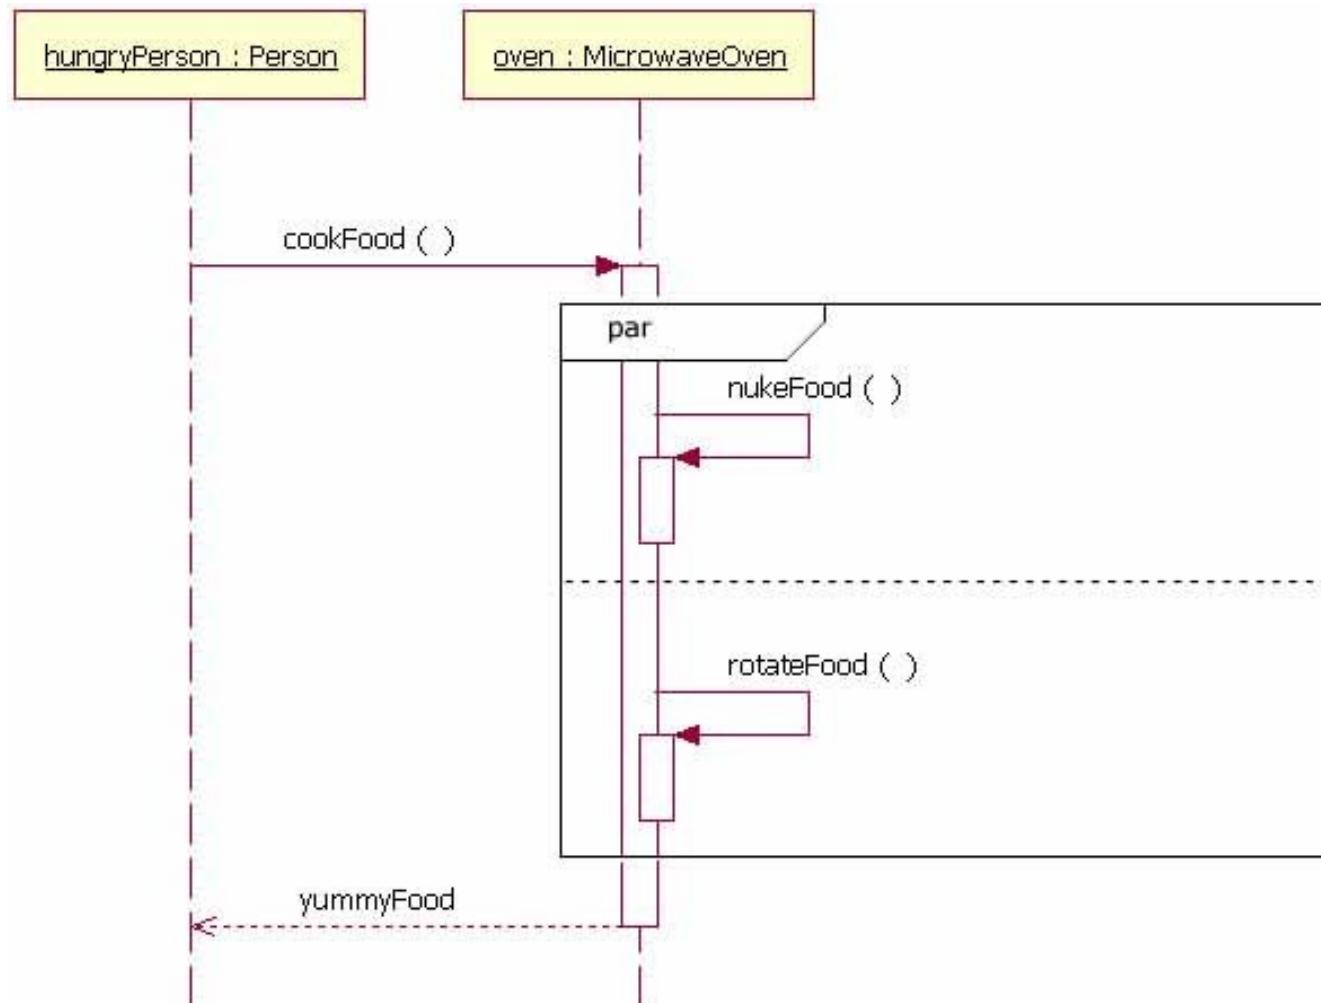 hungryPerson : Person
oven : MicrowaveOven
cookFood ( )
par
nukeFood ( )
rotateFood ( )
yummyFood